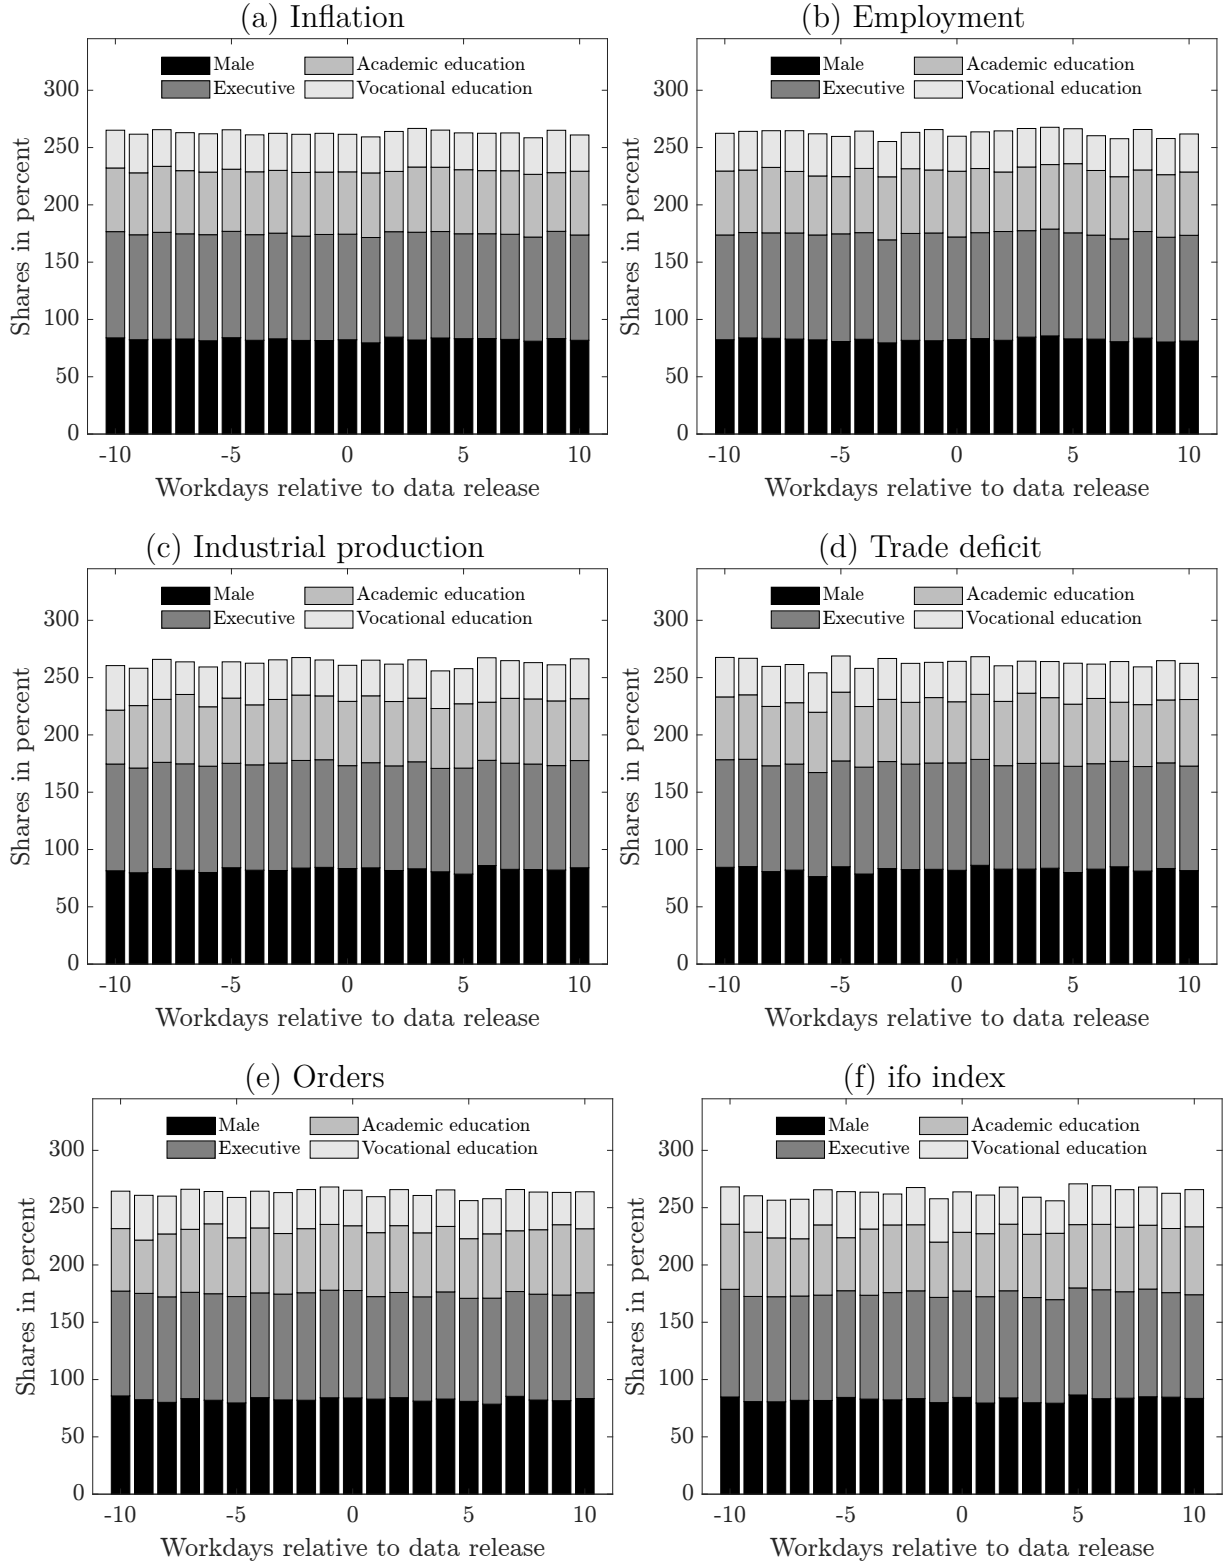 (a) Inflation
Male
Academic education
Executive
Vocational education
Shares in percent
300
250
200
150
100
50
0
-10 -5 0 5 10
Workdays relative to data release
(b) Employment
Male
Academic education
Executive
Vocational education
Shares in percent
300
250
200
150
100
50
0
-10 -5 0 5 10
Workdays relative to data release
(c) Industrial production
Male
Academic education
Executive
Vocational education
Shares in percent
300
250
200
150
100
50
0
-10 -5 0 5 10
Workdays relative to data release
(d) Trade deficit
Male
Academic education
Executive
Vocational education
Shares in percent
300
250
200
150
100
50
0
-10 -5 0 5 10
Workdays relative to data release
(e) Orders
Male
Academic education
Executive
Vocational education
Shares in percent
300
250
200
150
100
50
0
-10 -5 0 5 10
Workdays relative to data release
(f) ifo index
Male
Academic education
Executive
Vocational education
Shares in percent
300
250
200
150
100
50
0
-10 -5 0 5 10
Workdays relative to data release